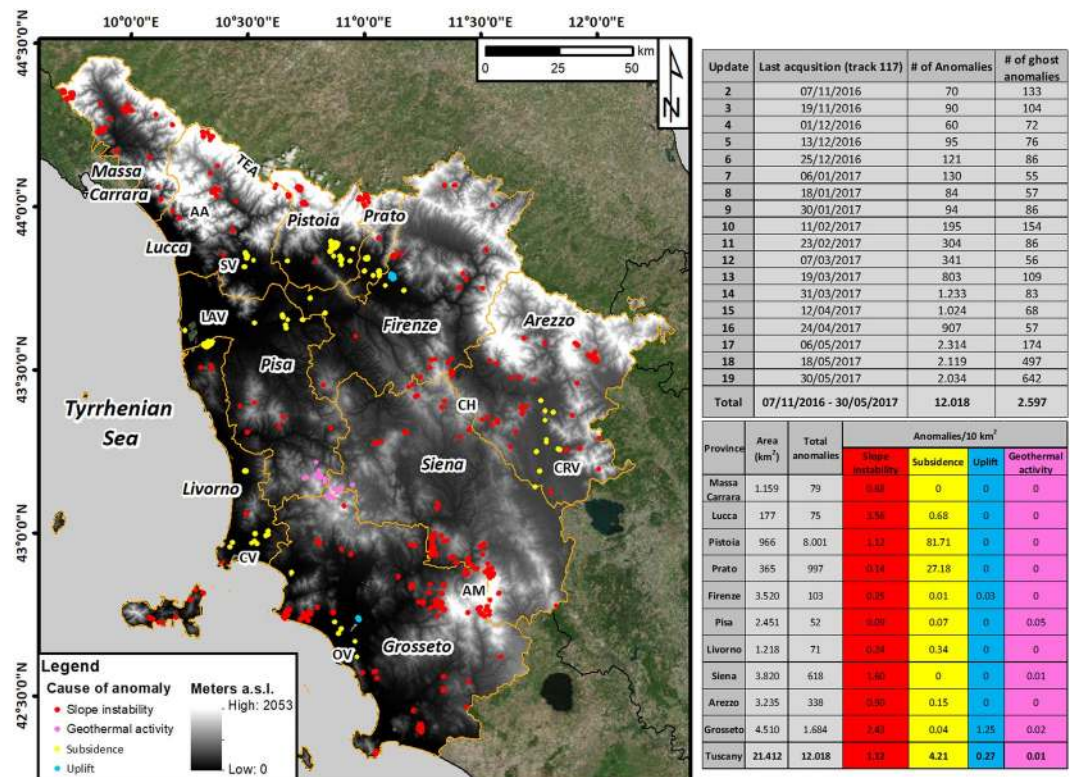 10°0'0"E 10°30'0"E 11°0'0"E 11°30'0"E 12°0'0"E
44°30'0"N
44°0'0"N
43°30'0"N
43°0'0"N
42°30'0"N
km
0 25 50
N
Massa Carrara
TEA
AA
Pistoia
Prato
Lucca
SV
LAV
Firenze
Arezzo
Pisa
Tyrrhenian
Sea
CH
Siena
CRV
Livorno
CV
AM
OV
Grosseto
Legend
Cause of anomaly
Slope instability
Geothermal activity
Subsidence
Uplift
Meters a.s.l.
High: 2053
Low: 0
Update Last acqusition (track 117) # of Anomalies # of ghost anomalies
2 07/11/2016 70 133
3 19/11/2016 90 104
4 01/12/2016 60 72
5 13/12/2016 95 76
6 25/12/2016 121 86
7 06/01/2017 130 55
8 18/01/2017 84 57
9 30/01/2017 94 86
10 11/02/2017 195 154
11 23/02/2017 304 86
12 07/03/2017 341 56
13 19/03/2017 803 109
14 31/03/2017 1.233 83
15 12/04/2017 1.024 68
16 24/04/2017 907 57
17 06/05/2017 2.314 174
18 18/05/2017 2.119 497
19 30/05/2017 2.034 642
Total 07/11/2016 - 30/05/2017 12.018 2.597
Province Area (km²) Total anomalies Anomalies/10 km²
Slope instability Subsidence Uplift Geothermal activity
Massa Carrara 1.159 79 0 0 0
Lucca 177 75 0.68 0 0
Pistoia 966 8.001 1.12 81.71 0 0
Prato 365 997 0.14 27.18 0 0
Firenze 3.520 103 0.25 0.01 0.03 0
Pisa 2.451 52 0.09 0.07 0 0.05
Livorno 1.218 71 0.24 0.34 0 0
Siena 3.820 618 1.60 0 0 0.01
Arezzo 3.235 338 0.15 0 0
Grosseto 4.510 1.684 2.43 0.04 1.25 0.02
Tuscany 21.412 12.018 1.12 4.21 0.27 0.01